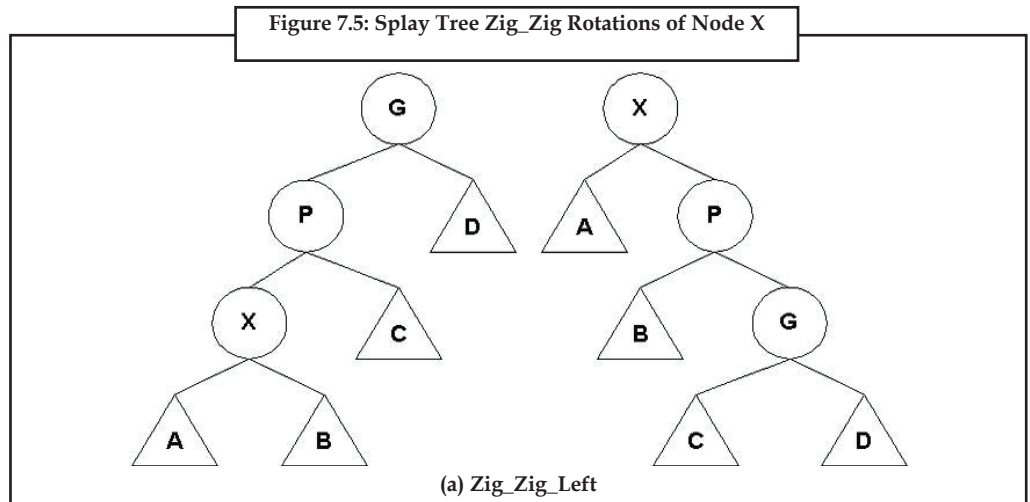 Figure 7.5: Splay Tree Zig_Zig Rotations of Node X
G X
P D A P
X C B G
A B C D
(a) Zig_Zig_Left